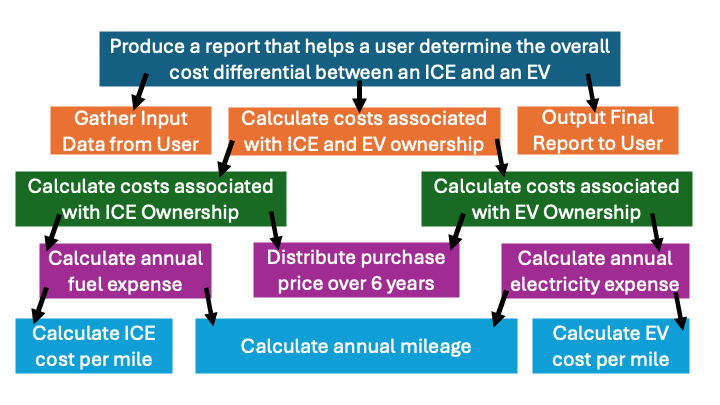 Produce a report that helps a user determine the overall
cost differential between an ICE and an EV
Gather Input
Data from User
Calculate costs associated
with ICE and EV ownership
Output Final
Report to User
Calculate costs associated
with ICE Ownership
Calculate costs associated
with EV Ownership
Calculate annual
fuel expense
Distribute purchase
price over 6 years
Calculate annual
electricity expense
Calculate ICE
cost per mile
Calculate annual mileage
Calculate EV
cost per mile